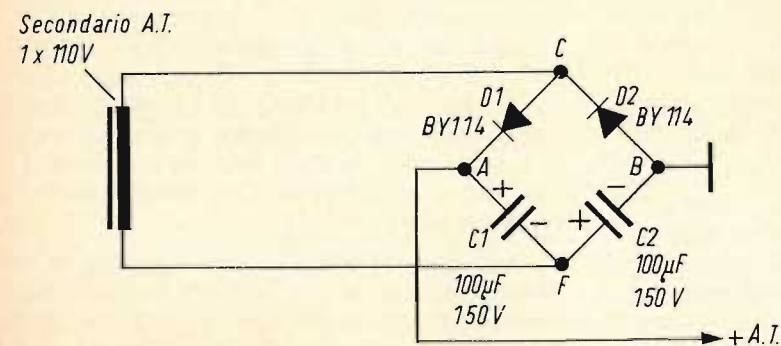 Secondario A.T.
1 x 110V
C
D1
BY114
D2
BY 114
A
B
+
-
C1
100µF
150 V
-
+
C2
100µF
150 V
F
+ A.T.